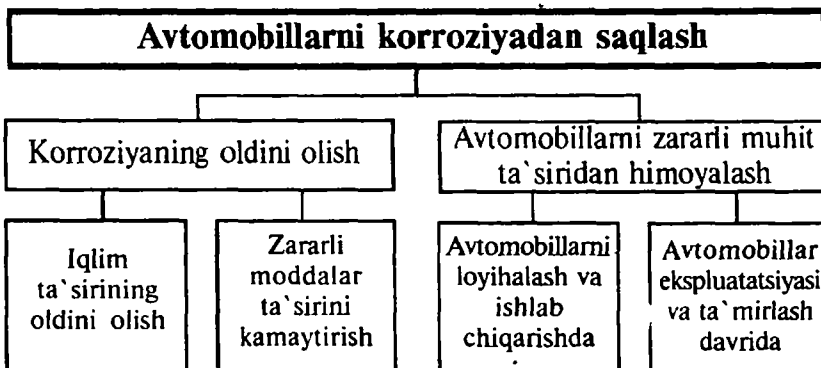 Avtomobillarni korroziyadan saqlash
Korroziyaning oldini olish
Avtomobillarni zararli muhit
ta`siridan himoyalash
Iqlim
ta`sirining
oldini olish
Zararli
moddalar
ta`sirini
kamaytirish
Avtomobillarni
loyihalash va
ishlab
chiqarishda
Avtomobillar
ekspluatatsiyasi
va ta`mirlash
davrida